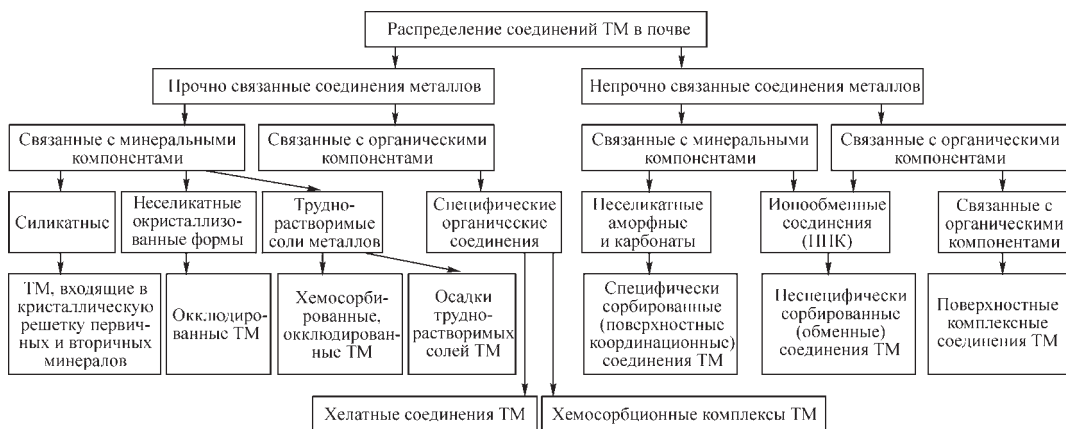 Распределение соединений ТМ в почве
Прочно связанные соединения металлов
Непрочно связанные соединения металлов
Связанные с минеральными
компонентами
Связанные с органическими
компонентами
Связанные с минеральными
компонентами
Связанные с органическими
компонентами
Силикатные
Неселикатные
окристаллизо-
ванные формы
Трудно-
растворимые
соли металлов
Специфические
органические
соединения
Неселикатные
аморфные
и карбонаты
Ионообменные
соединения
(ППК)
Связанные с
органическими
компонентами
ТМ, входящие в
кристаллическую
решетку первич-
ных и вторичных
минералов
Окклюдиро-
ванные ТМ
Хемосорби-
рованные,
окклюдирован-
ные ТМ
Осадки
трудно-
растворимых
солей ТМ
Специфически
сорбированные
(поверхностные
координационные)
соединения ТМ
Неспецифически
сорбированные
(обменные)
соединения ТМ
Поверхностные
комплексные
соединения ТМ
Хелатные соединения ТМ
Хемосорбционные комплексы ТМ